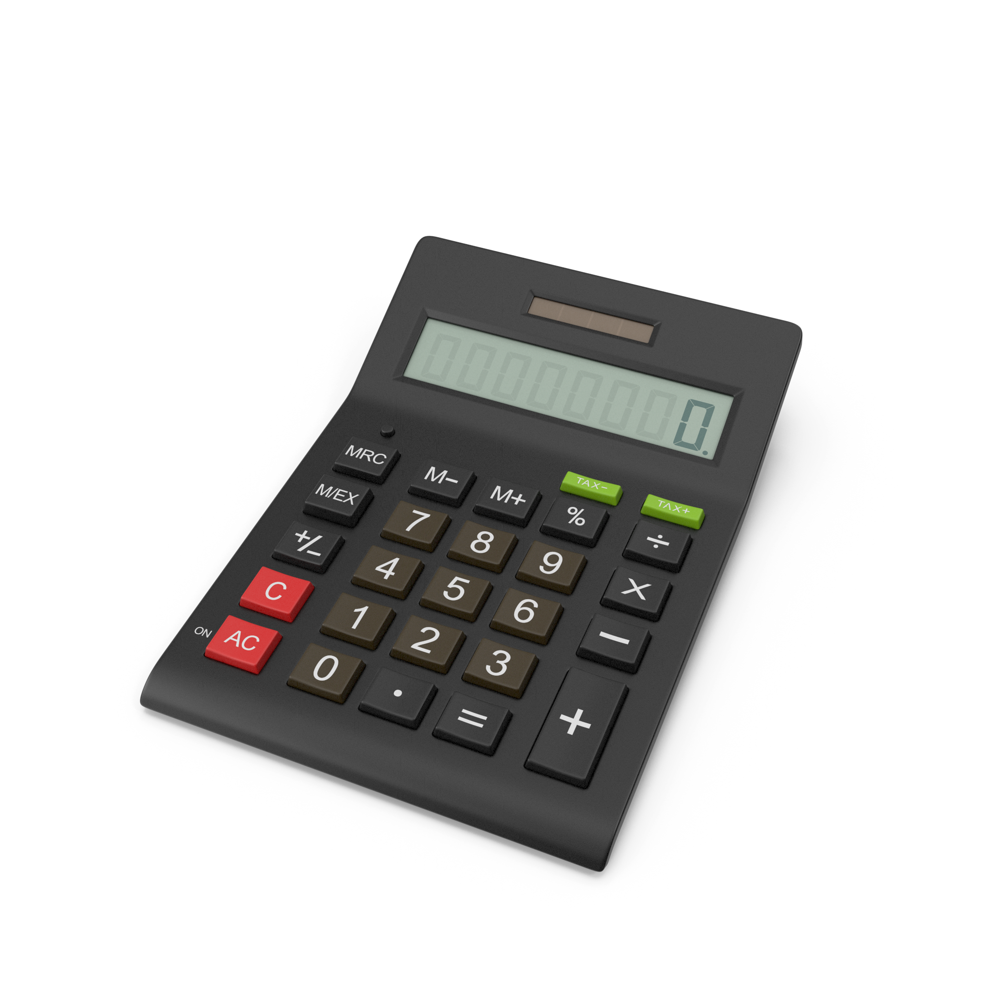 0.
MRC
M− M+ TAX− TAX+
M/EX 7 8 % ÷
+/− 4 5 9 ×
C 1 2 6 −
ON AC 0 . = 3 +